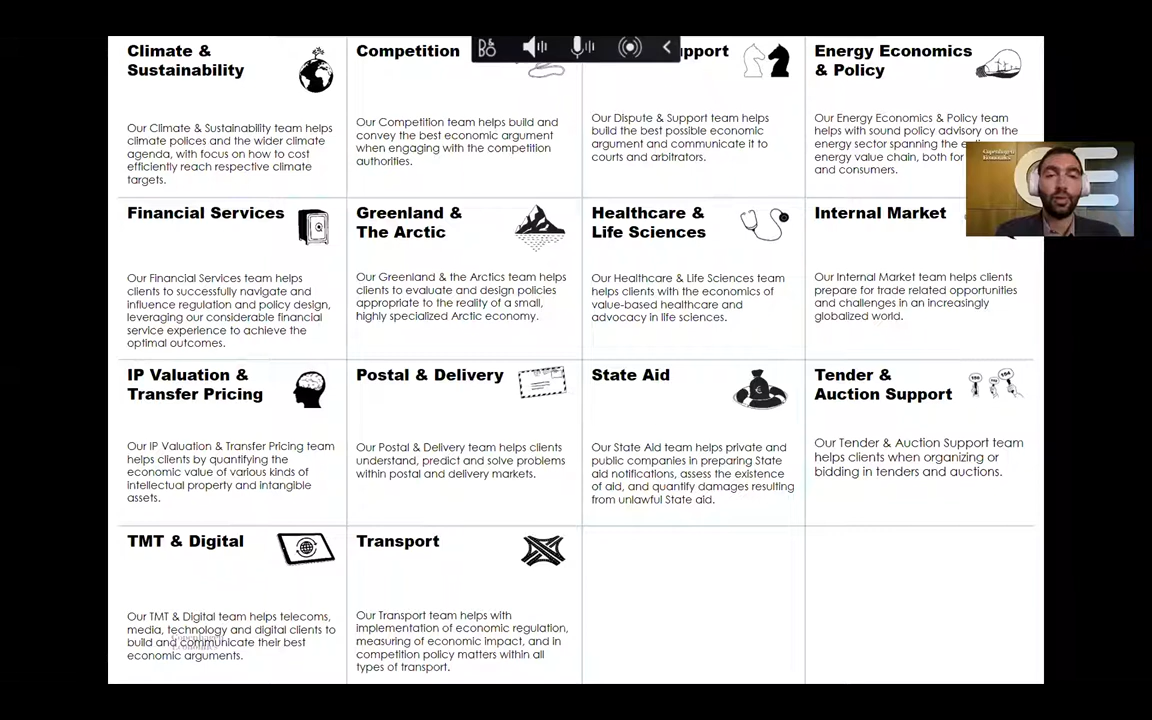 Climate &
Sustainability
Our Climate & Sustainability team helps
climate polices and the wider climate
agenda, with focus on how to cost
efficiently reach respective climate
targets.
Competition
Our Competition team helps build and
convey the best economic argument
when engaging with the competition
authorities.
pport
Our Dispute & Support team helps
build the best possible economic
argument and communicate it to
courts and arbitrators.
Energy Economics
& Policy
Our Energy Economics & Policy team
helps with sound policy advisory on the
energy sector spanning the
energy value chain, both for
and consumers.
Copenhagen
Economics
CE
Financial Services
Our Financial Services team helps
clients to successfully navigate and
influence regulation and policy design,
leveraging our considerable financial
service experience to achieve the
optimal outcomes.
Greenland &
The Arctic
Our Greenland & the Arctics team helps
clients to evaluate and design policies
appropriate to the reality of a small,
highly specialized Arctic economy.
Healthcare &
Life Sciences
Our Healthcare & Life Sciences team
helps clients with the economics of
value-based healthcare and
advocacy in life sciences.
Internal Market
Our Internal Market team helps clients
prepare for trade related opportunities
and challenges in an increasingly
globalized world.
IP Valuation &
Transfer Pricing
Our IP Valuation & Transfer Pricing team
helps clients by quantifying the
economic value of various kinds of
intellectual property and intangible
assets.
Postal & Delivery
Our Postal & Delivery team helps clients
understand, predict and solve problems
within postal and delivery markets.
State Aid
Our State Aid team helps private and
public companies in preparing State
aid notifications, assess the existence
of aid, and quantify damages resulting
from unlawful State aid.
Tender &
Auction Support
Our Tender & Auction Support team
helps clients when organizing or
bidding in tenders and auctions.
TMT & Digital
Our TMT & Digital team helps telecoms,
media, technology and digital clients to
build and communicate their best
economic arguments.
Copenhagen
Economics
Transport
Our Transport team helps with
implementation of economic regulation,
measuring of economic impact, and in
competition policy matters within all
types of transport.